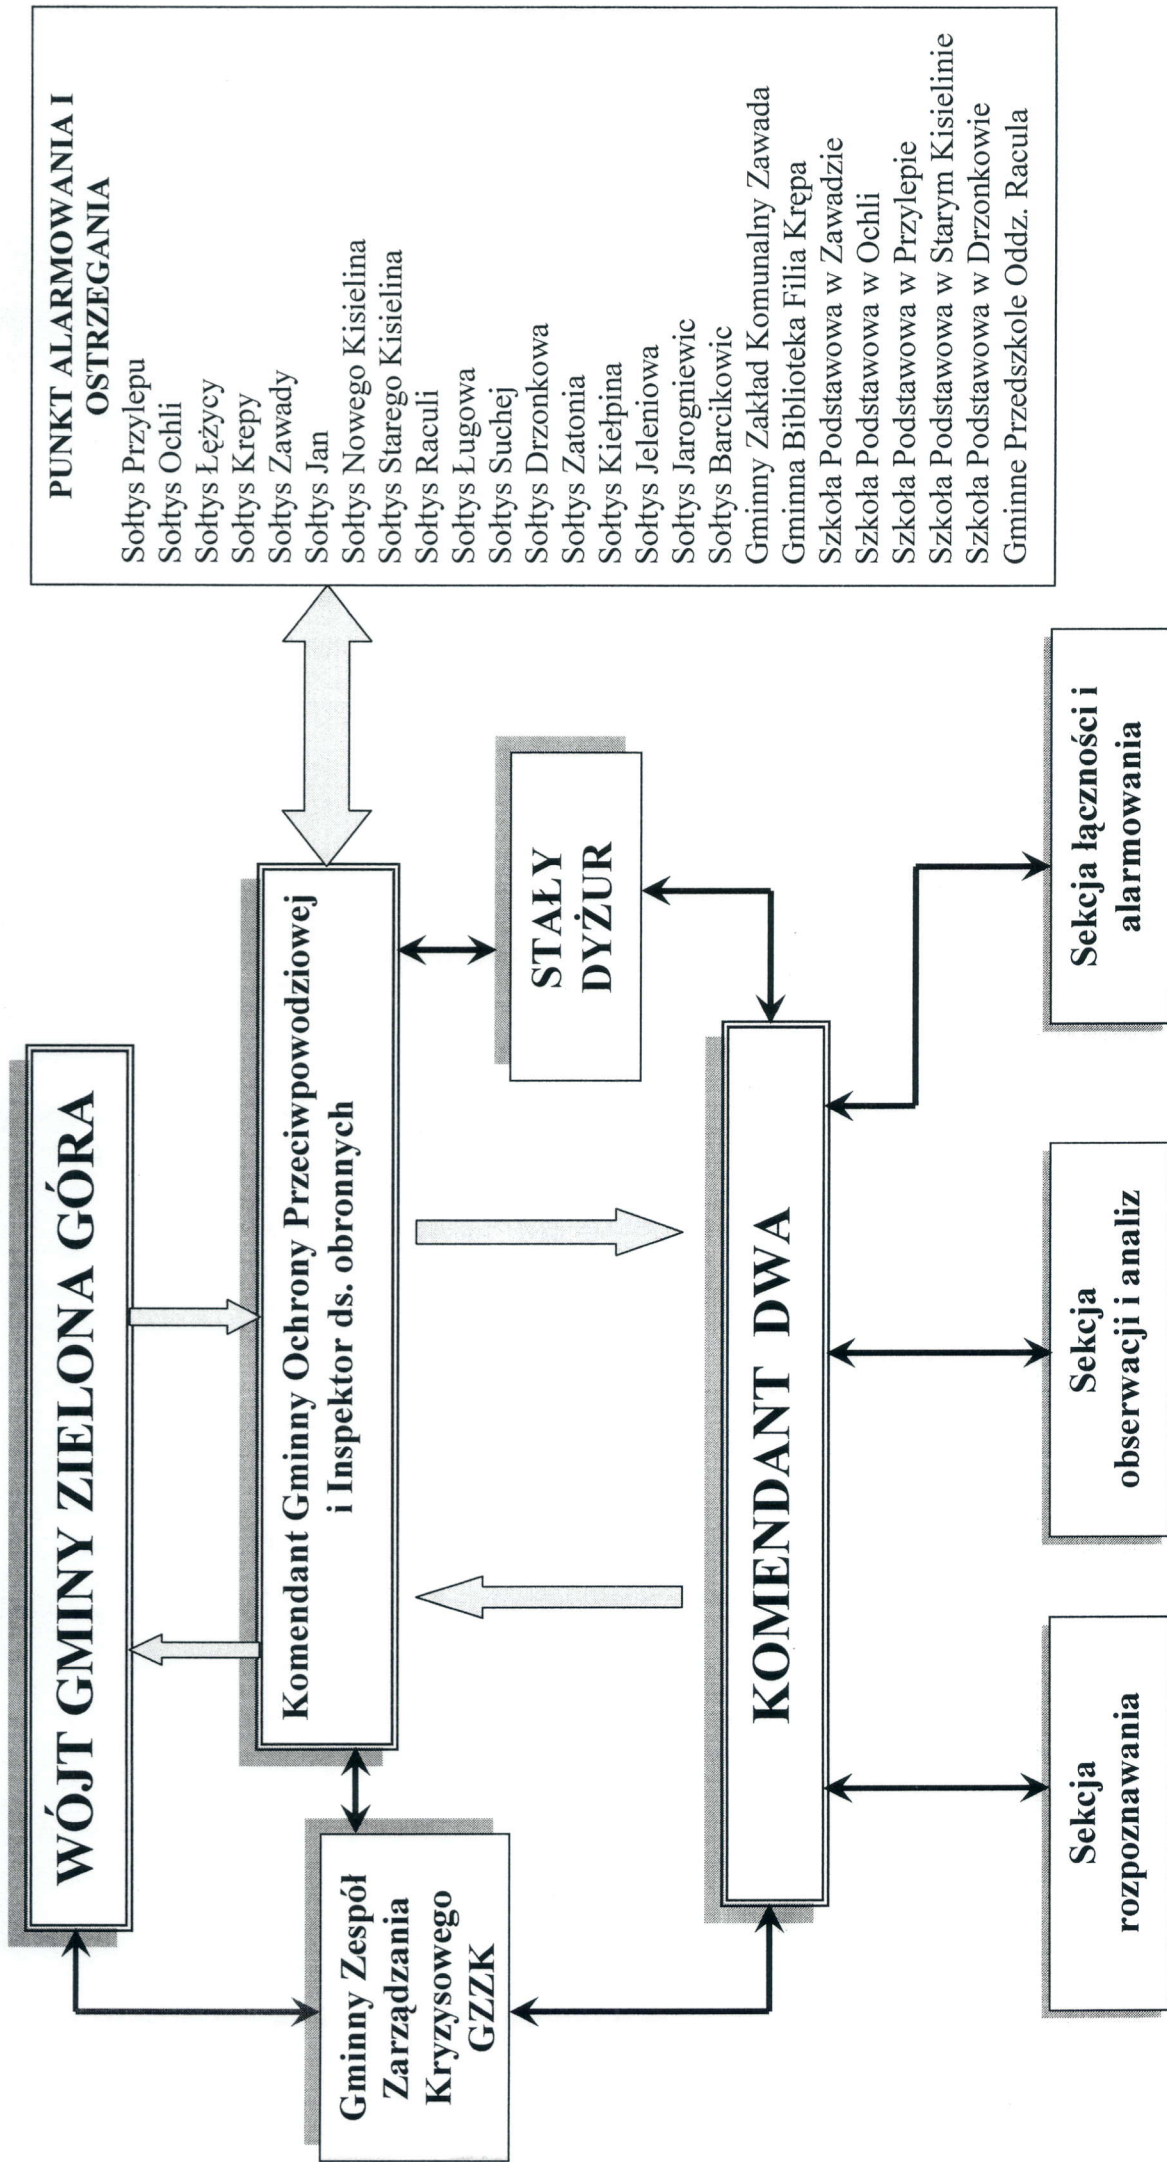 WÓJT GMINY ZIELONA GÓRA
Gminny Zespół
Zarządzania
Kryzysowego
GZZK
Komendant Gminny Ochrony Przeciwpowodziowej
i Inspektor ds. obronnych
STAŁY
DYŻUR
KOMENDANT DWA
Sekcja
rozpoznawania
Sekcja
obserwacji i analiz
Sekcja łączności i
alarmowania
PUNKT ALARMOWANIA I
OSTRZEGANIA
Sołtys Przylepu
Sołtys Ochli
Sołtys Łężycy
Sołtys Krepy
Sołtys Zawady
Sołtys Jan
Sołtys Nowego Kisielina
Sołtys Starego Kisielina
Sołtys Raculi
Sołtys Ługowa
Sołtys Suchej
Sołtys Drzonkowa
Sołtys Zatonia
Sołtys Kiełpina
Sołtys Jeleniowa
Sołtys Jarogniewic
Sołtys Barcikowic
Gminny Zakład Komunalny Zawada
Gminna Biblioteka Filia Krępa
Szkoła Podstawowa w Zawadzie
Szkoła Podstawowa w Ochli
Szkoła Podstawowa w Przylepie
Szkoła Podstawowa w Starym Kisielinie
Szkoła Podstawowa w Drzonkowie
Gminne Przedszkole Oddz. Racula